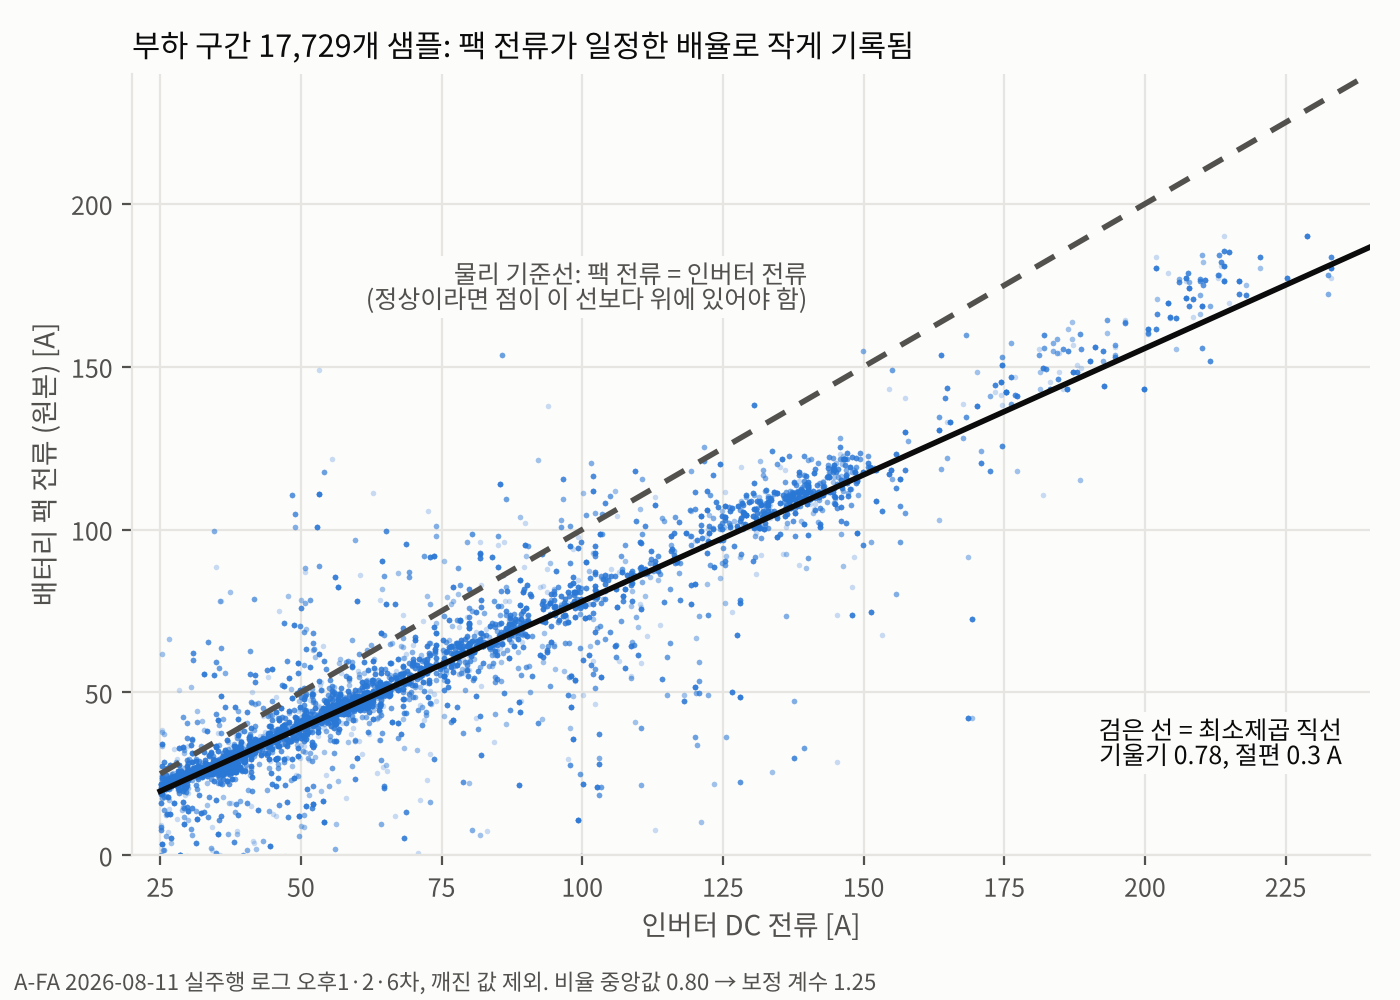 부하 구간 17,729개 샘플: 팩 전류가 일정한 배율로 작게 기록됨
물리 기준선: 팩 전류 = 인버터 전류
(정상이라면 점이 이 선보다 위에 있어야 함)
배터리 팩 전류 (원본) [A]
200
150
100
50
0
검은 선 = 최소제곱 직선
기울기 0.78, 절편 0.3 A
25
50
75
100
125
150
175
200
225
인버터 DC 전류 [A]
A-FA 2026-08-11 실주행 로그 오후1·2·6차, 깨진 값 제외. 비율 중앙값 0.80 → 보정 계수 1.25